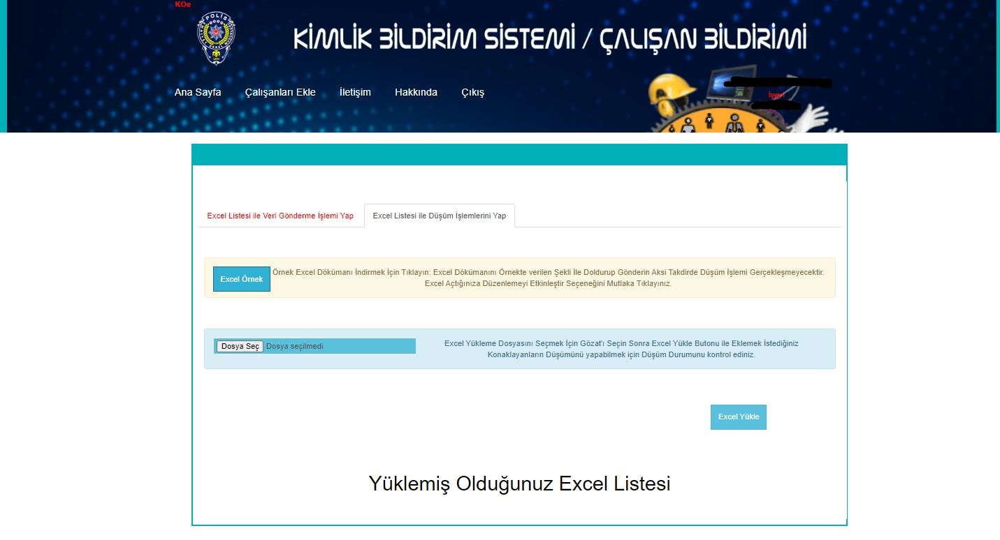 KOe
POLİS
KİMLİK BİLDİRİM SİSTEMİ / ÇALIŞAN BİLDİRİMİ
Ana Sayfa Çalışanları Ekle İletişim Hakkında Çıkış
İşyeri
Excel Listesi ile Veri Gönderme İşlemi Yap Excel Listesi ile Düşüm İşlemlerini Yap
Excel Örnek
Örnek Excel Dökümanı İndirmek İçin Tıklayın: Excel Dökümanını Örnekte verilen Şekli İle Doldurup Gönderin Aksi Takdirde Düşüm İşlemi Gerçekleşmeyecektir.
Excel Açtığınıza Düzenlemeyi Etkinleştir Seçeneğini Mutlaka Tıklayınız.
Dosya Seç Dosya seçilmedi
Excel Yükleme Dosyasını Seçmek İçin Gözat'ı Seçin Sonra Excel Yükle Butonu ile Eklemek İstediğiniz
Konaklayanların Düşümünü yapabilmek için Düşüm Durumunu kontrol ediniz.
Excel Yükle
Yüklemiş Olduğunuz Excel Listesi